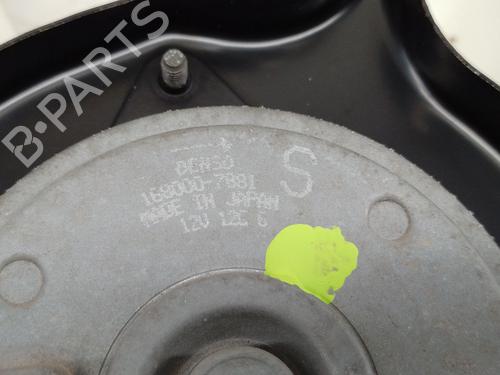 B-PARTS
DENSO
168000-7881
MADE IN JAPAN
12V 12C 6
S